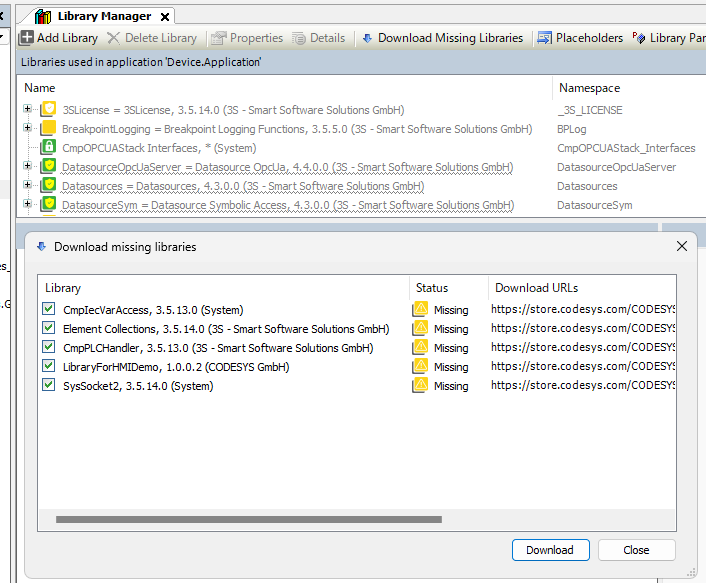 Library Manager
Add Library Delete Library Properties Details Download Missing Libraries Placeholders Library Par
Libraries used in application 'Device.Application'
Name Namespace
3SLicense = 3SLicense, 3.5.14.0 (3S - Smart Software Solutions GmbH) _3S_LICENSE
BreakpointLogging = Breakpoint Logging Functions, 3.5.5.0 (3S - Smart Software Solutions GmbH) BPLog
CmpOPCUAStack Interfaces, * (System) CmpOPCUAStack_Interfaces
DatasourceOpcUaServer = Datasource OpcUa, 4.4.0.0 (3S - Smart Software Solutions GmbH) DatasourceOpcUaServer
Datasources = Datasources, 4.3.0.0 (3S - Smart Software Solutions GmbH) Datasources
DatasourceSym = Datasource Symbolic Access, 4.3.0.0 (3S - Smart Software Solutions GmbH) DatasourceSym
Download missing libraries
Library Status Download URLs
CmpIecVarAccess, 3.5.13.0 (System) Missing https://store.codesys.com/CODESYS
Element Collections, 3.5.14.0 (3S - Smart Software Solutions GmbH) Missing https://store.codesys.com/CODESYS
CmpPLCHandler, 3.5.13.0 (3S - Smart Software Solutions GmbH) Missing https://store.codesys.com/CODESYS
LibraryForHMIDemo, 1.0.0.2 (CODESYS GmbH) Missing https://store.codesys.com/CODESYS
SysSocket2, 3.5.14.0 (System) Missing https://store.codesys.com/CODESYS
Download Close